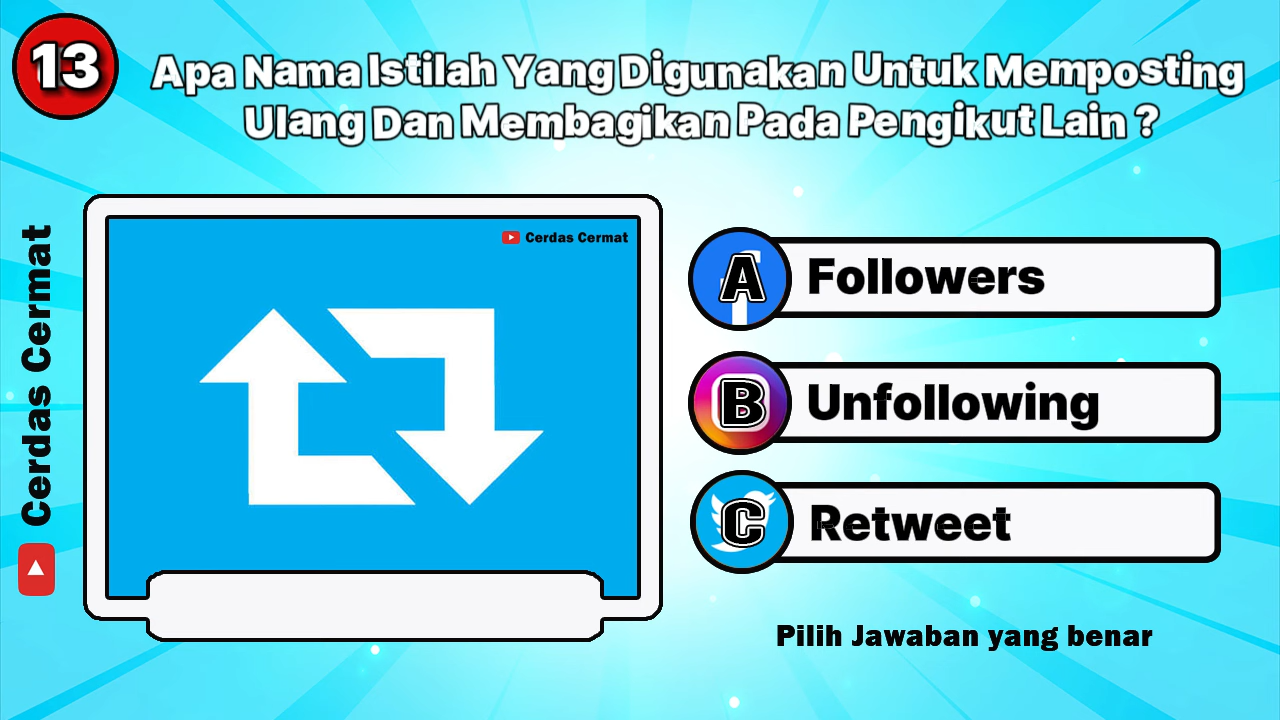 13
Apa Nama Istilah Yang Digunakan Untuk Memposting
Ulang Dan Membagikan Pada Pengikut Lain ?
Cerdas Cermat
Cerdas Cermat
A Followers
B Unfollowing
C Retweet
Pilih Jawaban yang benar